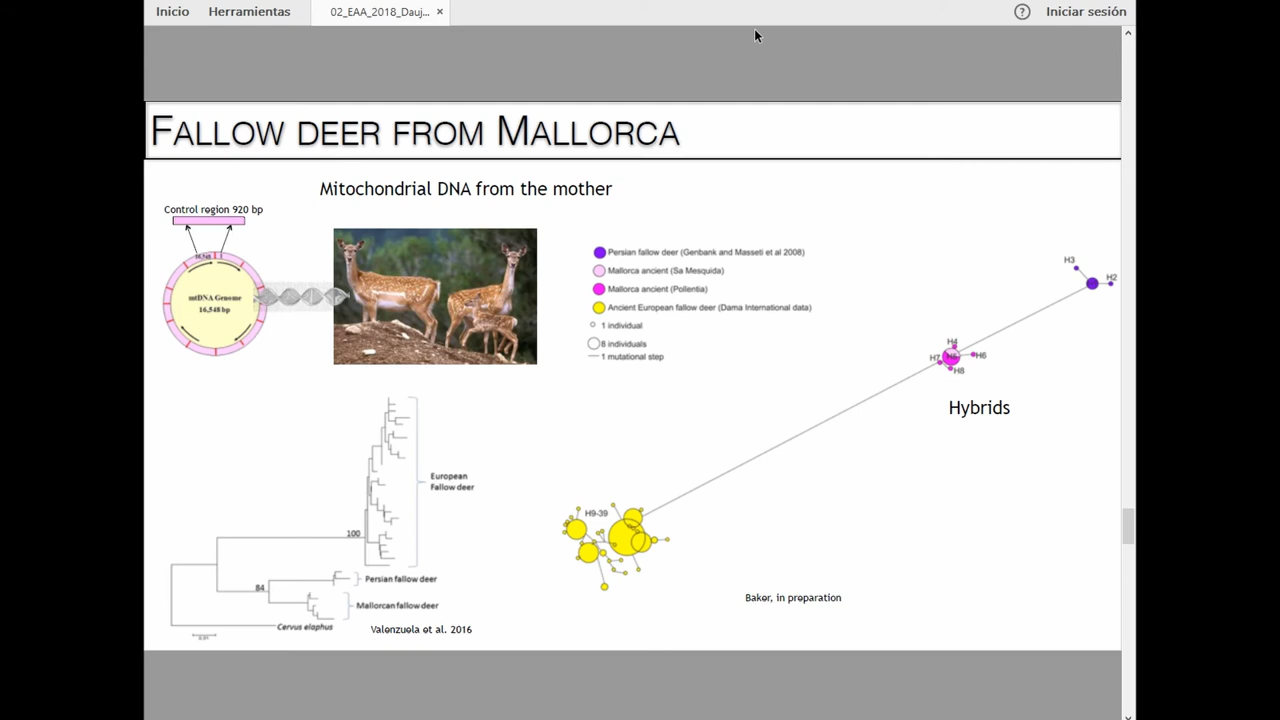 Inicio Herramientas 02_EAA_2018_Dauj... × ? Iniciar sesión
FALLOW DEER FROM MALLORCA
Mitochondrial DNA from the mother
Control region 920 bp
16,548
mtDNA Genome
16,548 bp
Persian fallow deer (Genbank and Masseti et al 2008)
Mallorca ancient (Sa Mesquida)
Mallorca ancient (Pollentia)
Ancient European fallow deer (Dama International data)
1 individual
8 individuals
1 mutational step
H3
H2
H4
H7
H6
H8
Hybrids
H9-39
European
Fallow deer
100
84
Persian fallow deer
Mallorcan fallow deer
Cervus elaphus
0.01
Valenzuela et al. 2016
Baker, in preparation